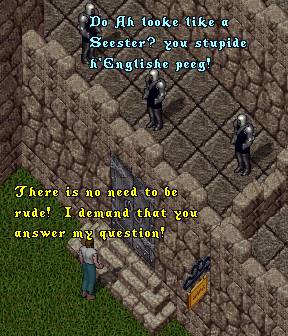 Do Ah looke like a
Seester? you stupide
h'Englishe peeg!
There is no need to be
rude! I demand that you
answer my question!